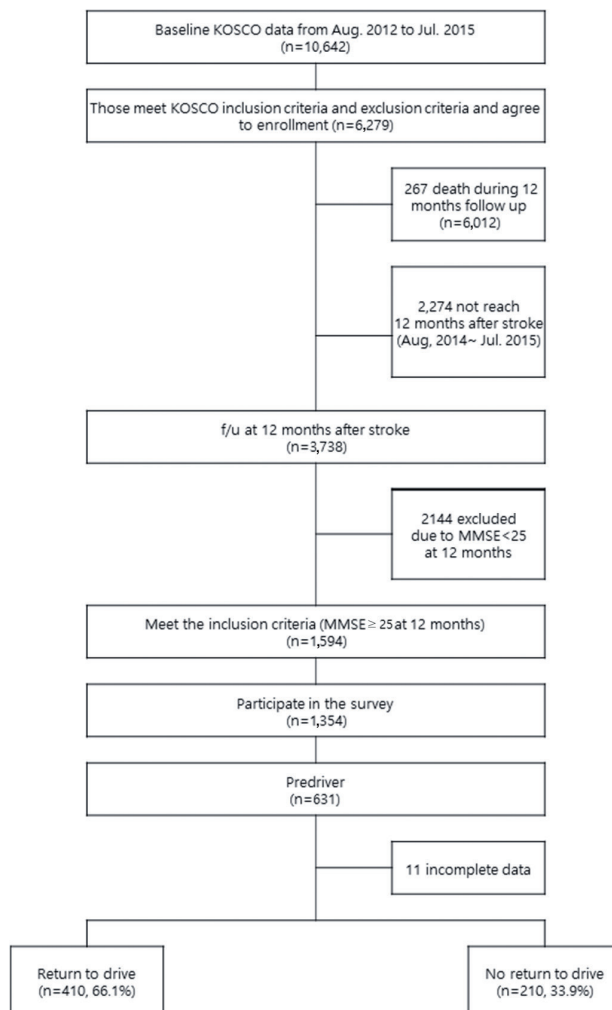 Baseline KOSCO data from Aug. 2012 to Jul. 2015
(n=10,642)
Those meet KOSCO inclusion criteria and exclusion criteria and agree
to enrollment (n=6,279)
267 death during 12
months follow up
(n=6,012)
2,274 not reach
12 months after stroke
(Aug, 2014~ Jul. 2015)
f/u at 12 months after stroke
(n=3,738)
2144 excluded
due to MMSE<25
at 12 months
Meet the inclusion criteria (MMSE≥25 at 12 months)
(n=1,594)
Participate in the survey
(n=1,354)
Predriver
(n=631)
11 incomplete data
Return to drive
(n=410, 66.1%)
No return to drive
(n=210, 33.9%)